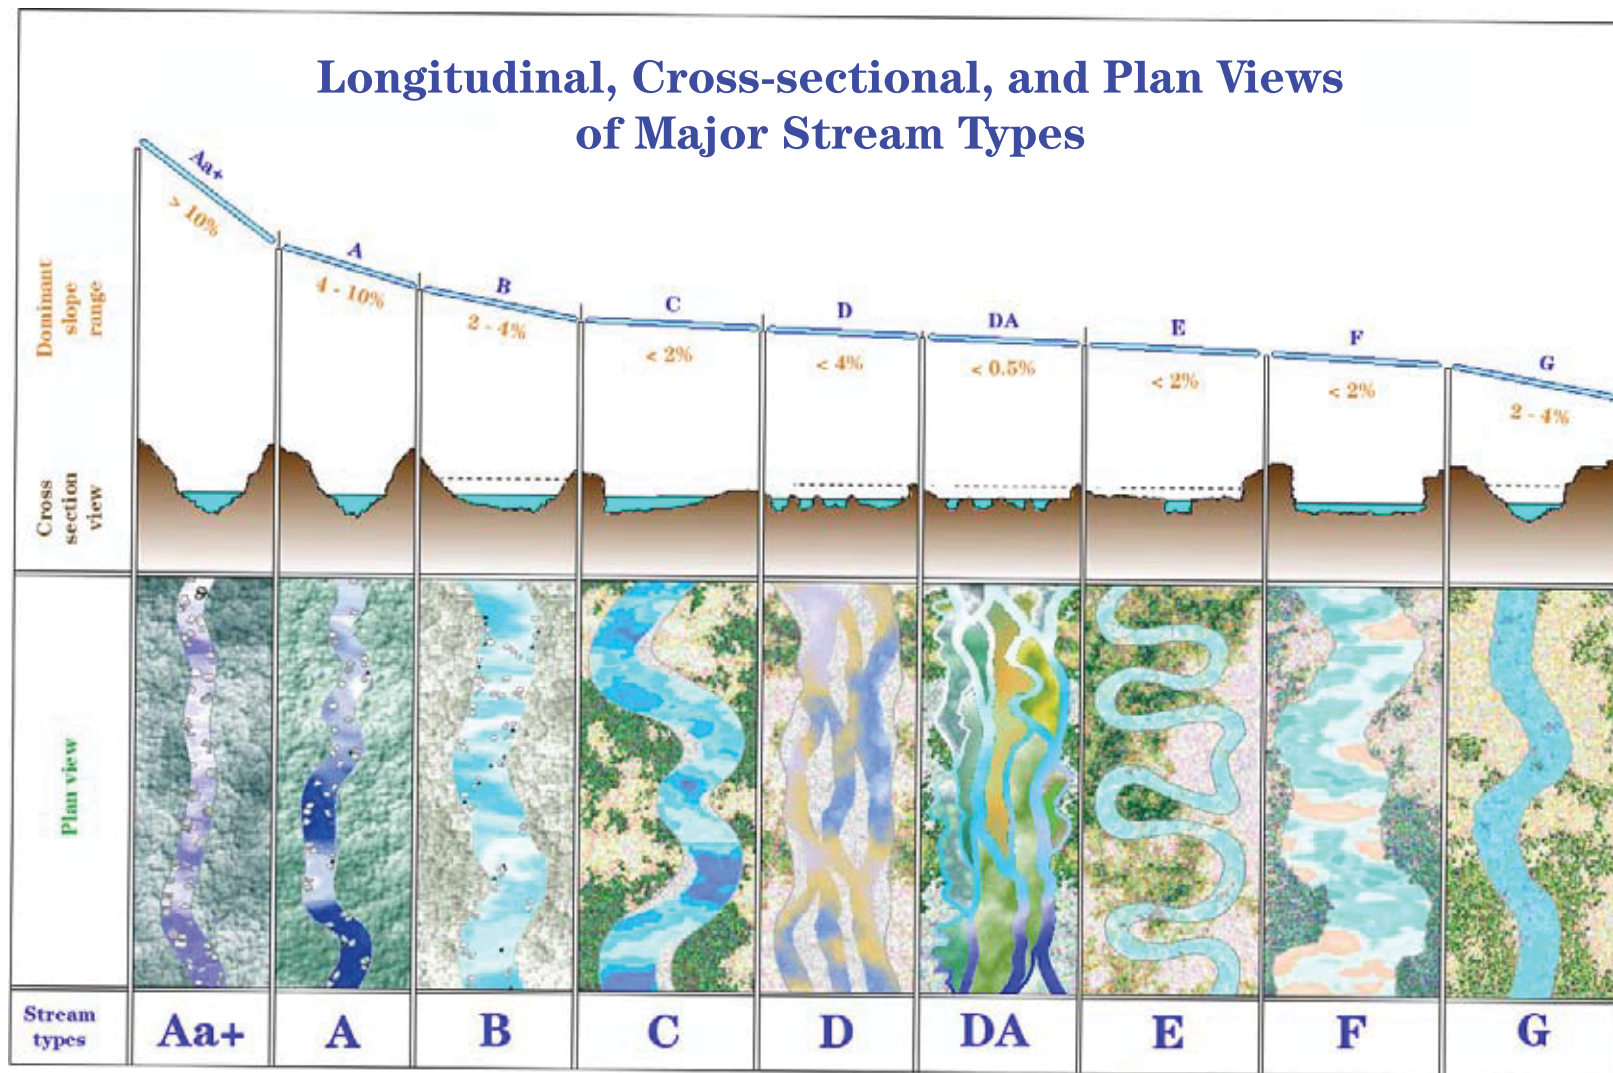 Longitudinal, Cross-sectional, and Plan Views
of Major Stream Types
Dominant
slope
range
Aa+
> 10%
A
4 - 10%
B
2 - 4%
C
< 2%
D
< 4%
DA
< 0.5%
E
< 2%
F
< 2%
G
2 - 4%
Cross
section
view
Plan view
Stream
types
Aa+
A
B
C
D
DA
E
F
G